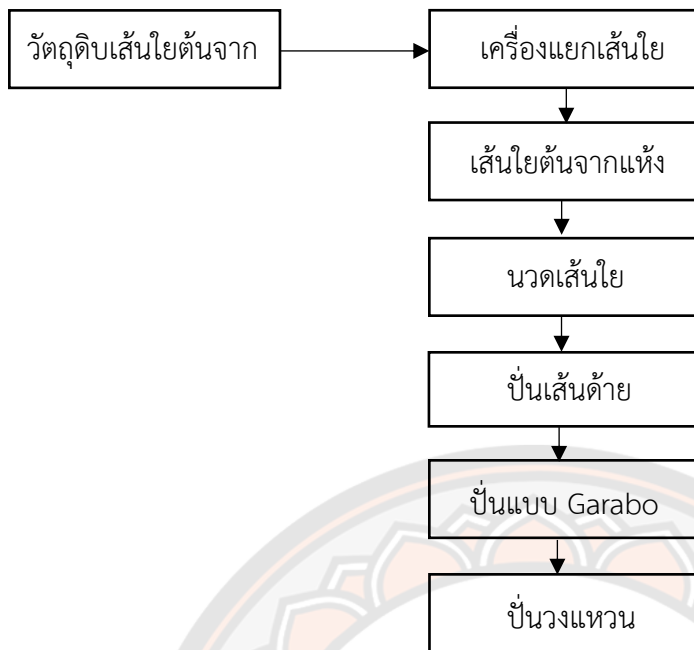 วัตถุดิบเส้นใยต้นจาก
เครื่องแยกเส้นใย
เส้นใยต้นจากแห้ง
นวดเส้นใย
ปั่นเส้นด้าย
ปั่นแบบ Garabo
ปั่นวงแหวน